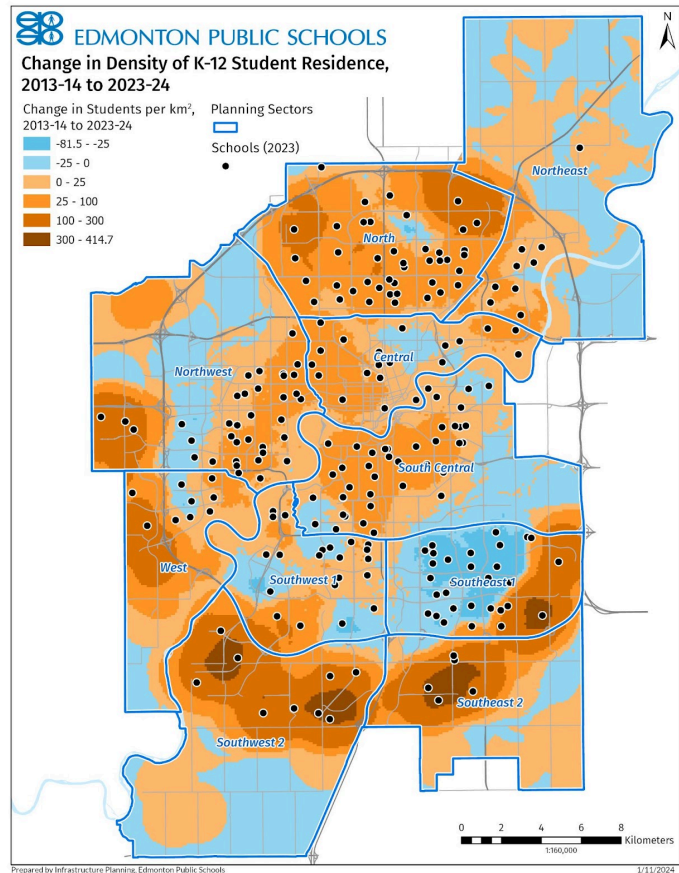 EDMONTON PUBLIC SCHOOLS
Change in Density of K-12 Student Residence,
2013-14 to 2023-24
Change in Students per km²,
2013-14 to 2023-24
-81.5 - -25
-25 - 0
0 - 25
25 - 100
100 - 300
300 - 414.7
Planning Sectors
Schools (2023)
N
Northeast
North
Northwest
Central
South Central
West
Southwest 1
Southeast 1
Southeast 2
Southwest 2
0 2 4 6 8
Kilometers
1:160,000
Prepared by Infrastructure Planning, Edmonton Public Schools
1/11/2024